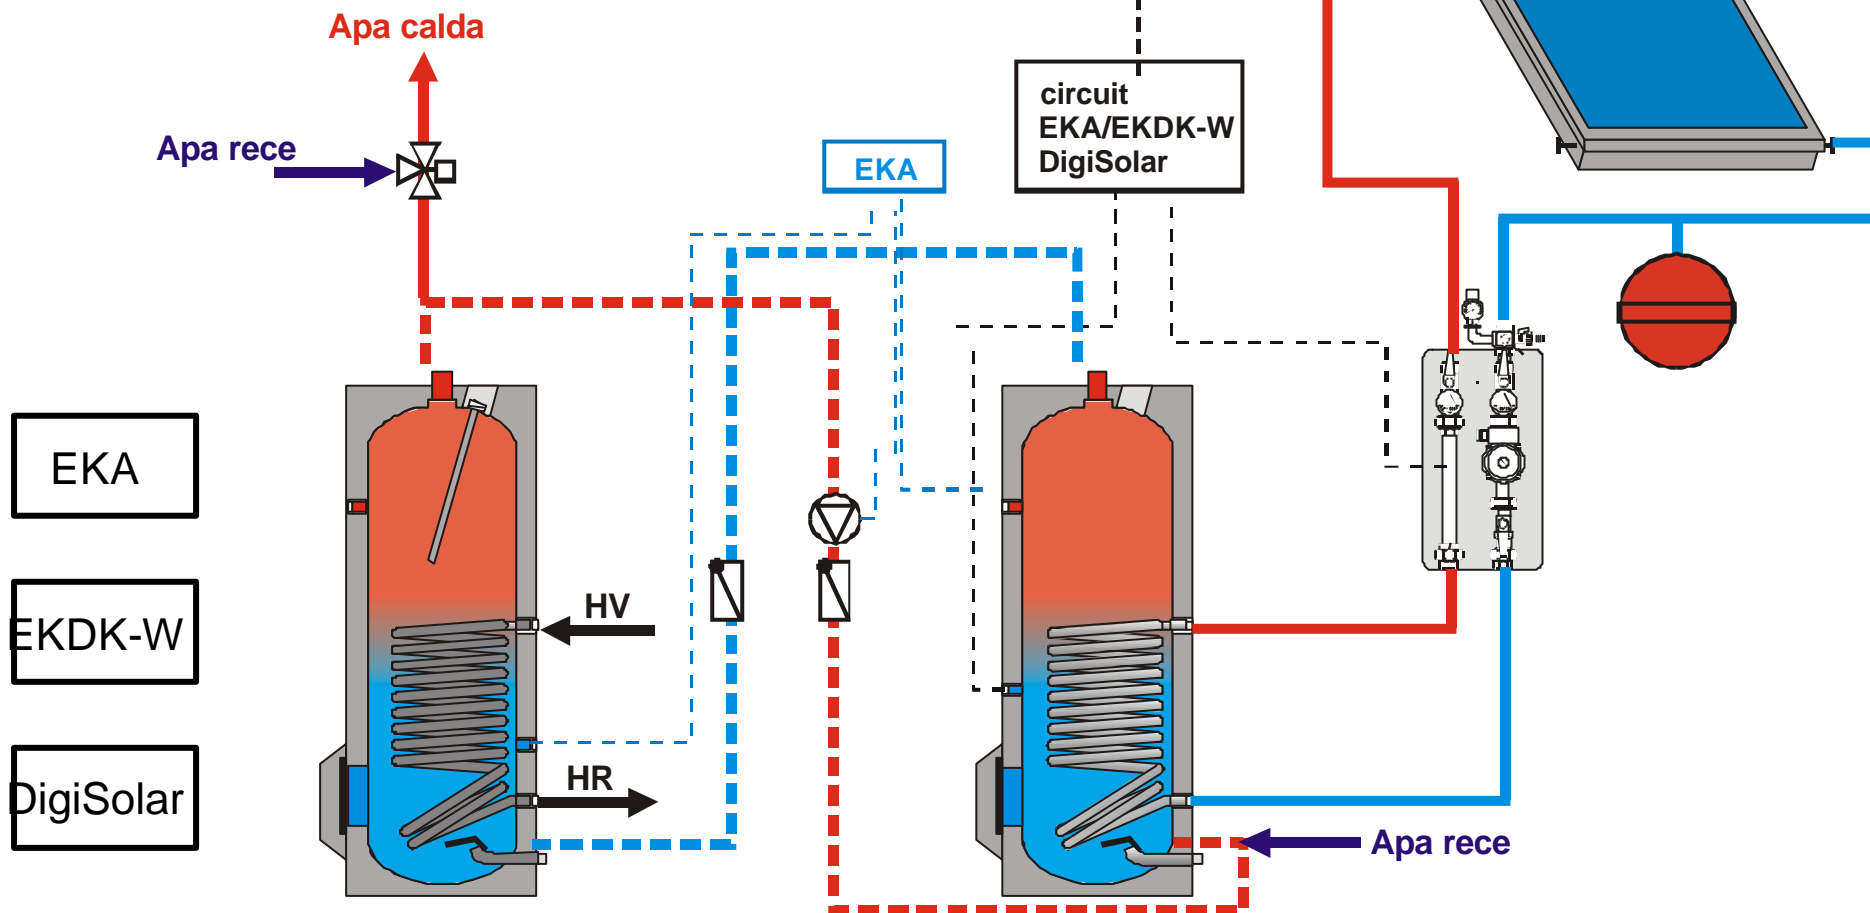 Apa calda
Apa rece
EKA
circuit
EKA/EKDK-W
DigiSolar
EKA
EKDK-W
DigiSolar
HV
HR
Apa rece